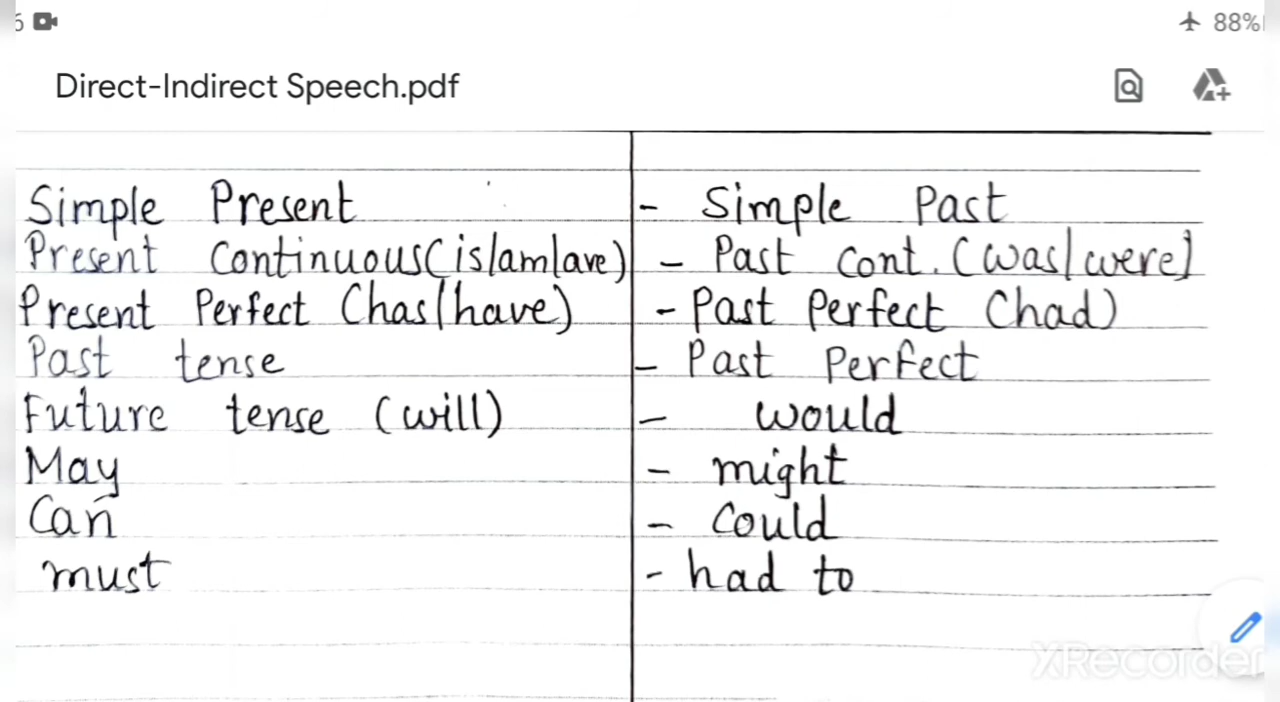 6 88%
Direct-Indirect Speech.pdf
Simple Present - Simple Past
Present Continuous (is/am/are) - Past Cont. (was/were]
Present Perfect (has/have) - Past Perfect (had)
Past tense - Past Perfect
Future tense (will) - would
May - might
Can - Could
must - had to
XRecorder